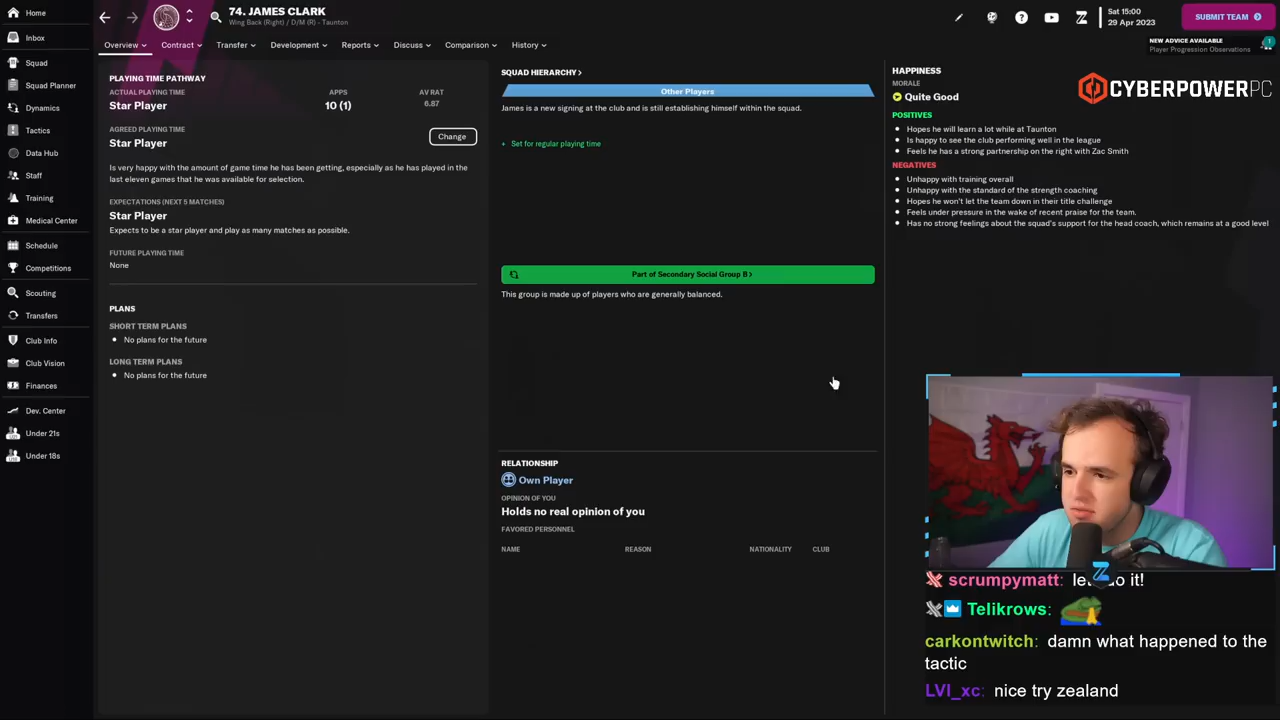 Home
Inbox
Squad
Squad Planner
Dynamics
Tactics
Data Hub
Staff
Training
Medical Center
Schedule
Competitions
Scouting
Transfers
Club Info
Club Vision
Finances
Dev. Center
Under 21s
Under 18s
74. JAMES CLARK
Wing Back (Right) / D/M (R) - Taunton
Sat 15:00
29 Apr 2023
SUBMIT TEAM
NEW ADVICE AVAILABLE
Player Progression Observations
1
Overview
Contract
Transfer
Development
Reports
Discuss
Comparison
History
PLAYING TIME PATHWAY
ACTUAL PLAYING TIME
APPS
AV RAT
Star Player
10 (1)
6.87
AGREED PLAYING TIME
Star Player
Change
Is very happy with the amount of game time he has been getting, especially as he has played in the
last eleven games that he was available for selection.
EXPECTATIONS (NEXT 5 MATCHES)
Star Player
Expects to be a star player and play as many matches as possible.
FUTURE PLAYING TIME
None
PLANS
SHORT TERM PLANS
• No plans for the future
LONG TERM PLANS
• No plans for the future
SQUAD HIERARCHY >
Other Players
James is a new signing at the club and is still establishing himself within the squad.
+ Set for regular playing time
Part of Secondary Social Group B >
This group is made up of players who are generally balanced.
RELATIONSHIP
Own Player
OPINION OF YOU
Holds no real opinion of you
FAVORED PERSONNEL
NAME REASON NATIONALITY CLUB
HAPPINESS
MORALE
Quite Good
CYBERPOWERPC
POSITIVES
• Hopes he will learn a lot while at Taunton
• Is happy to see the club performing well in the league
• Feels he has a strong partnership on the right with Zac Smith
NEGATIVES
• Unhappy with training overall
• Unhappy with the standard of the strength coaching
• Hopes he won't let the team down in their title challenge
• Feels under pressure in the wake of recent praise for the team.
• Has no strong feelings about the squad's support for the head coach, which remains at a good level
scrumpymatt: do it!
Telikrows:
carkontwitch: damn what happened to the
tactic
LVI_xc: nice try zealand